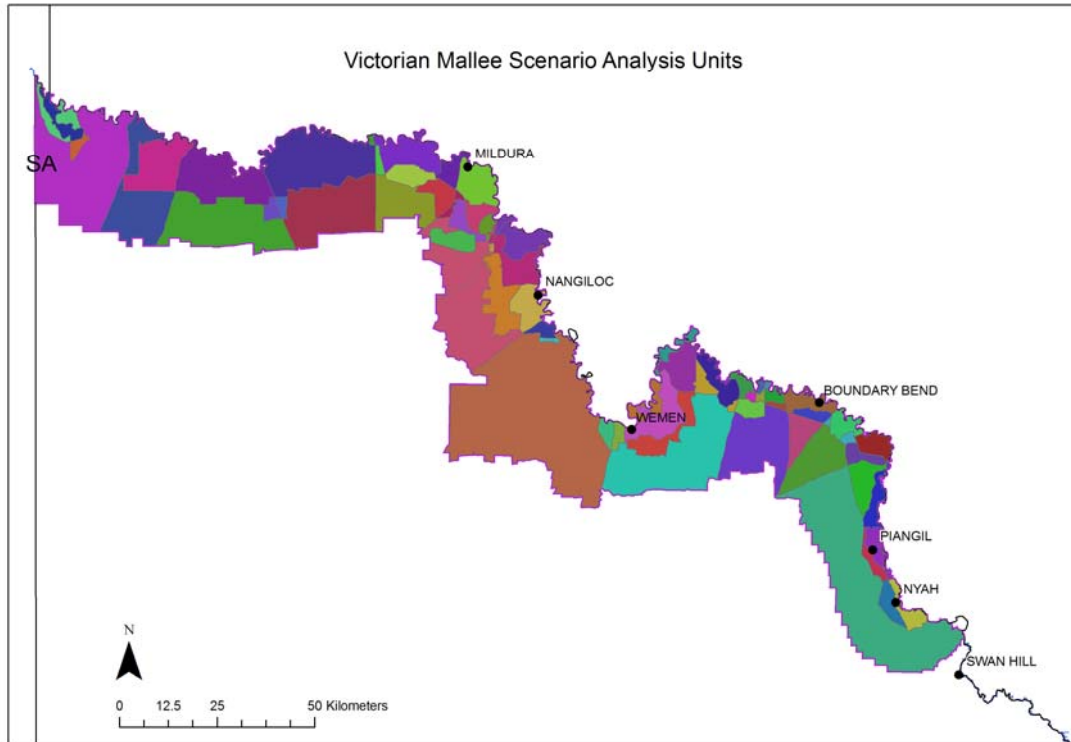 Victorian Mallee Scenario Analysis Units
MILDURA
SA
NANGILOC
BOUNDARY BEND
WEMEN
PIANGIL
NYAH
N
SWAN HILL
0 12.5 25 50 Kilometers